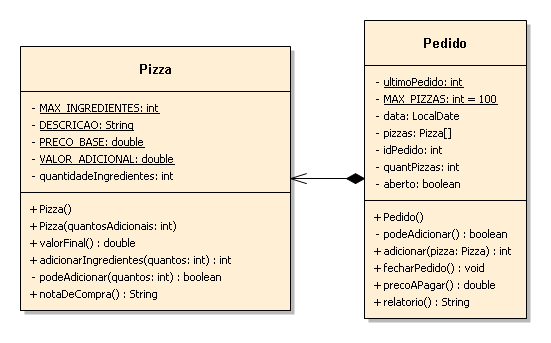 Pizza
- MAX_INGREDIENTES: int
- DESCRICAO: String
- PRECO_BASE: double
- VALOR_ADICIONAL: double
- quantidadeIngredientes: int
+ Pizza()
+ Pizza(quantosAdicionais: int)
+ valorFinal() : double
+ adicionarIngredientes(quantos: int) : int
- podeAdicionar(quantos: int) : boolean
+ notaDeCompra() : String
Pedido
- ultimoPedido: int
- MAX_PIZZAS: int = 100
- data: LocalDate
- pizzas: Pizza[]
- idPedido: int
- quantPizzas: int
- aberto: boolean
+ Pedido()
- podeAdicionar() : boolean
+ adicionar(pizza: Pizza) : int
+ fecharPedido() : void
+ precoAPagar() : double
+ relatorio() : String